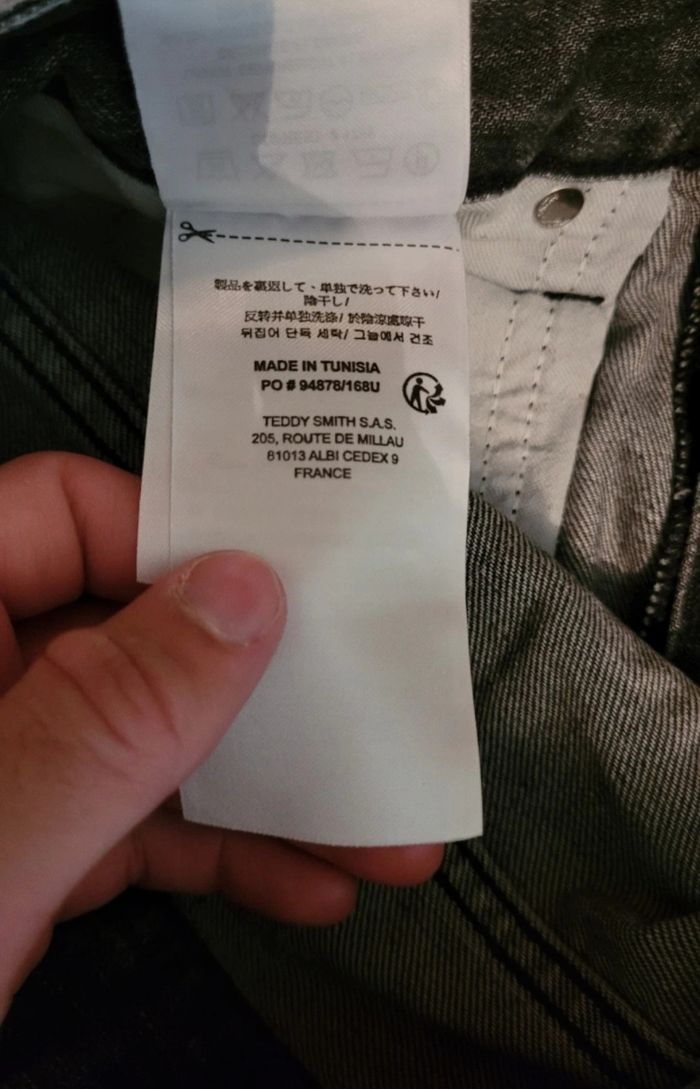 製品を裏返して、単独で洗って下さい/
陰干し/
反转并单独洗涤/ 於陰涼處晾干
뒤집어 단독 세탁/ 그늘에서 건조
MADE IN TUNISIA
PO # 94878/168U
TEDDY SMITH S.A.S.
205, ROUTE DE MILLAU
81013 ALBI CEDEX 9
FRANCE